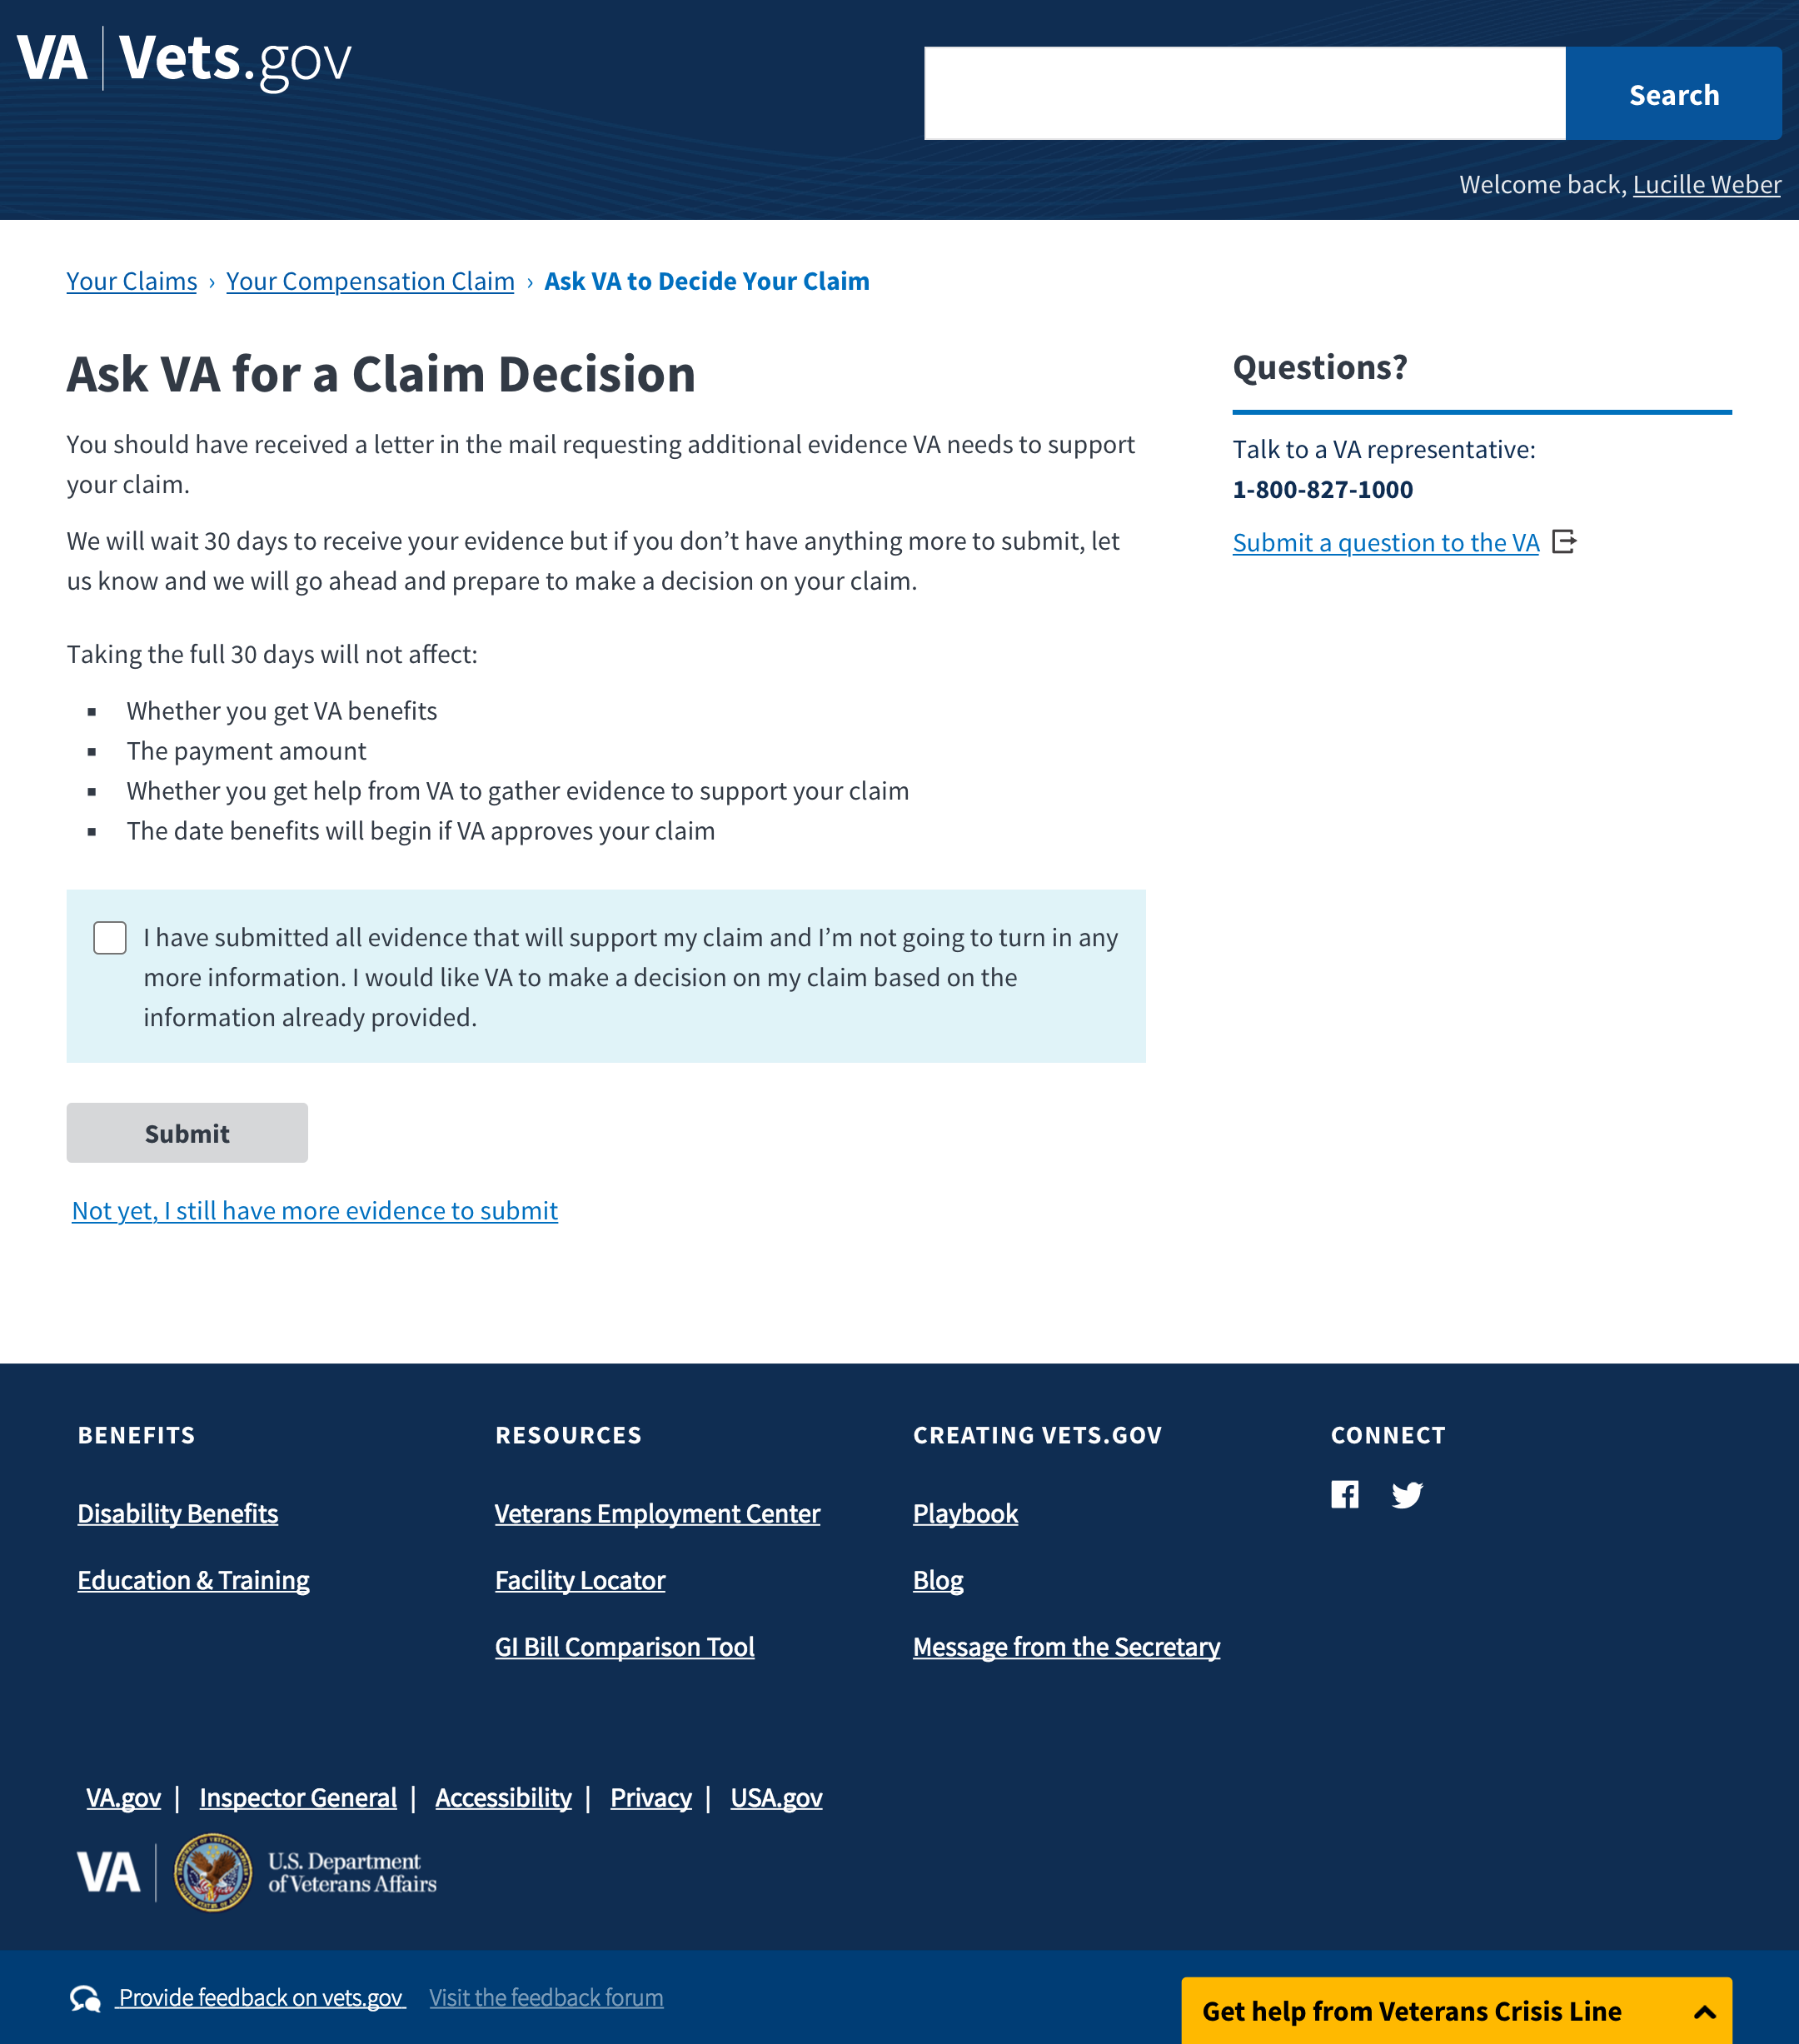 VA | Vets.gov
Search
Welcome back, Lucille Weber
Your Claims › Your Compensation Claim › Ask VA to Decide Your Claim
Ask VA for a Claim Decision
You should have received a letter in the mail requesting additional evidence VA needs to support
your claim.
We will wait 30 days to receive your evidence but if you don’t have anything more to submit, let
us know and we will go ahead and prepare to make a decision on your claim.
Taking the full 30 days will not affect:
▪ Whether you get VA benefits
▪ The payment amount
▪ Whether you get help from VA to gather evidence to support your claim
▪ The date benefits will begin if VA approves your claim
I have submitted all evidence that will support my claim and I’m not going to turn in any
more information. I would like VA to make a decision on my claim based on the
information already provided.
Submit
Not yet, I still have more evidence to submit
Questions?
Talk to a VA representative:
1-800-827-1000
Submit a question to the VA
BENEFITS
Disability Benefits
Education & Training
RESOURCES
Veterans Employment Center
Facility Locator
GI Bill Comparison Tool
CREATING VETS.GOV
Playbook
Blog
Message from the Secretary
CONNECT
VA.gov | Inspector General | Accessibility | Privacy | USA.gov
VA
U.S. Department
of Veterans Affairs
Provide feedback on vets.gov Visit the feedback forum
Get help from Veterans Crisis Line